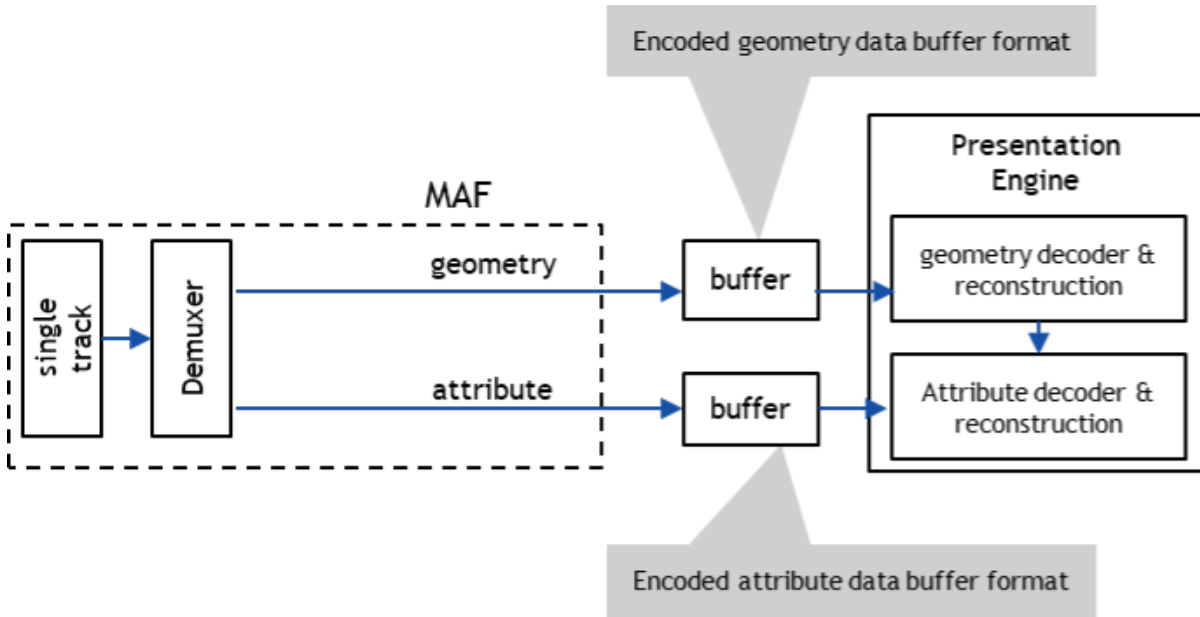 Encoded geometry data buffer format
Presentation
Engine
MAF
single
track
Demuxer
geometry
buffer
geometry decoder &
reconstruction
attribute
buffer
Attribute decoder &
reconstruction
Encoded attribute data buffer format